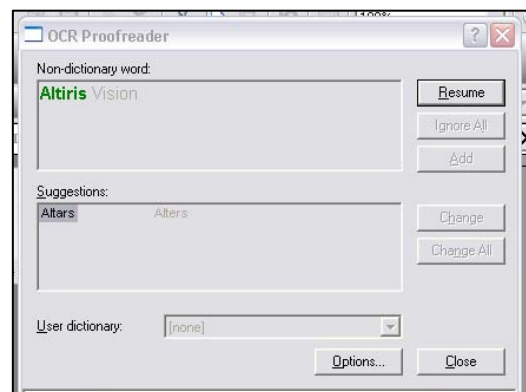 100%
OCR Proofreader
Non-dictionary word:
Altiris Vision
Resume
Ignore All
Add
Suggestions:
Altars Alters
Change
Change All
User dictionary: [none]
Options... Close